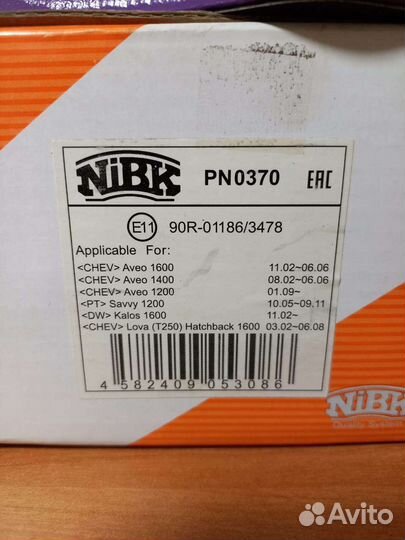 NiBK PN0370 EAC
E11 90R-01186/3478
Applicable For:
<CHEV> Aveo 1600 11.02~06.06
<CHEV> Aveo 1400 08.02~06.06
<CHEV> Aveo 1200 01.09~
<PT> Savvy 1200 10.05~09.11
<DW> Kalos 1600 11.02~
<CHEV> Lova (T250) Hatchback 1600 03.02~06.08
4 582409 053086
NiBK
Quality System
Avito